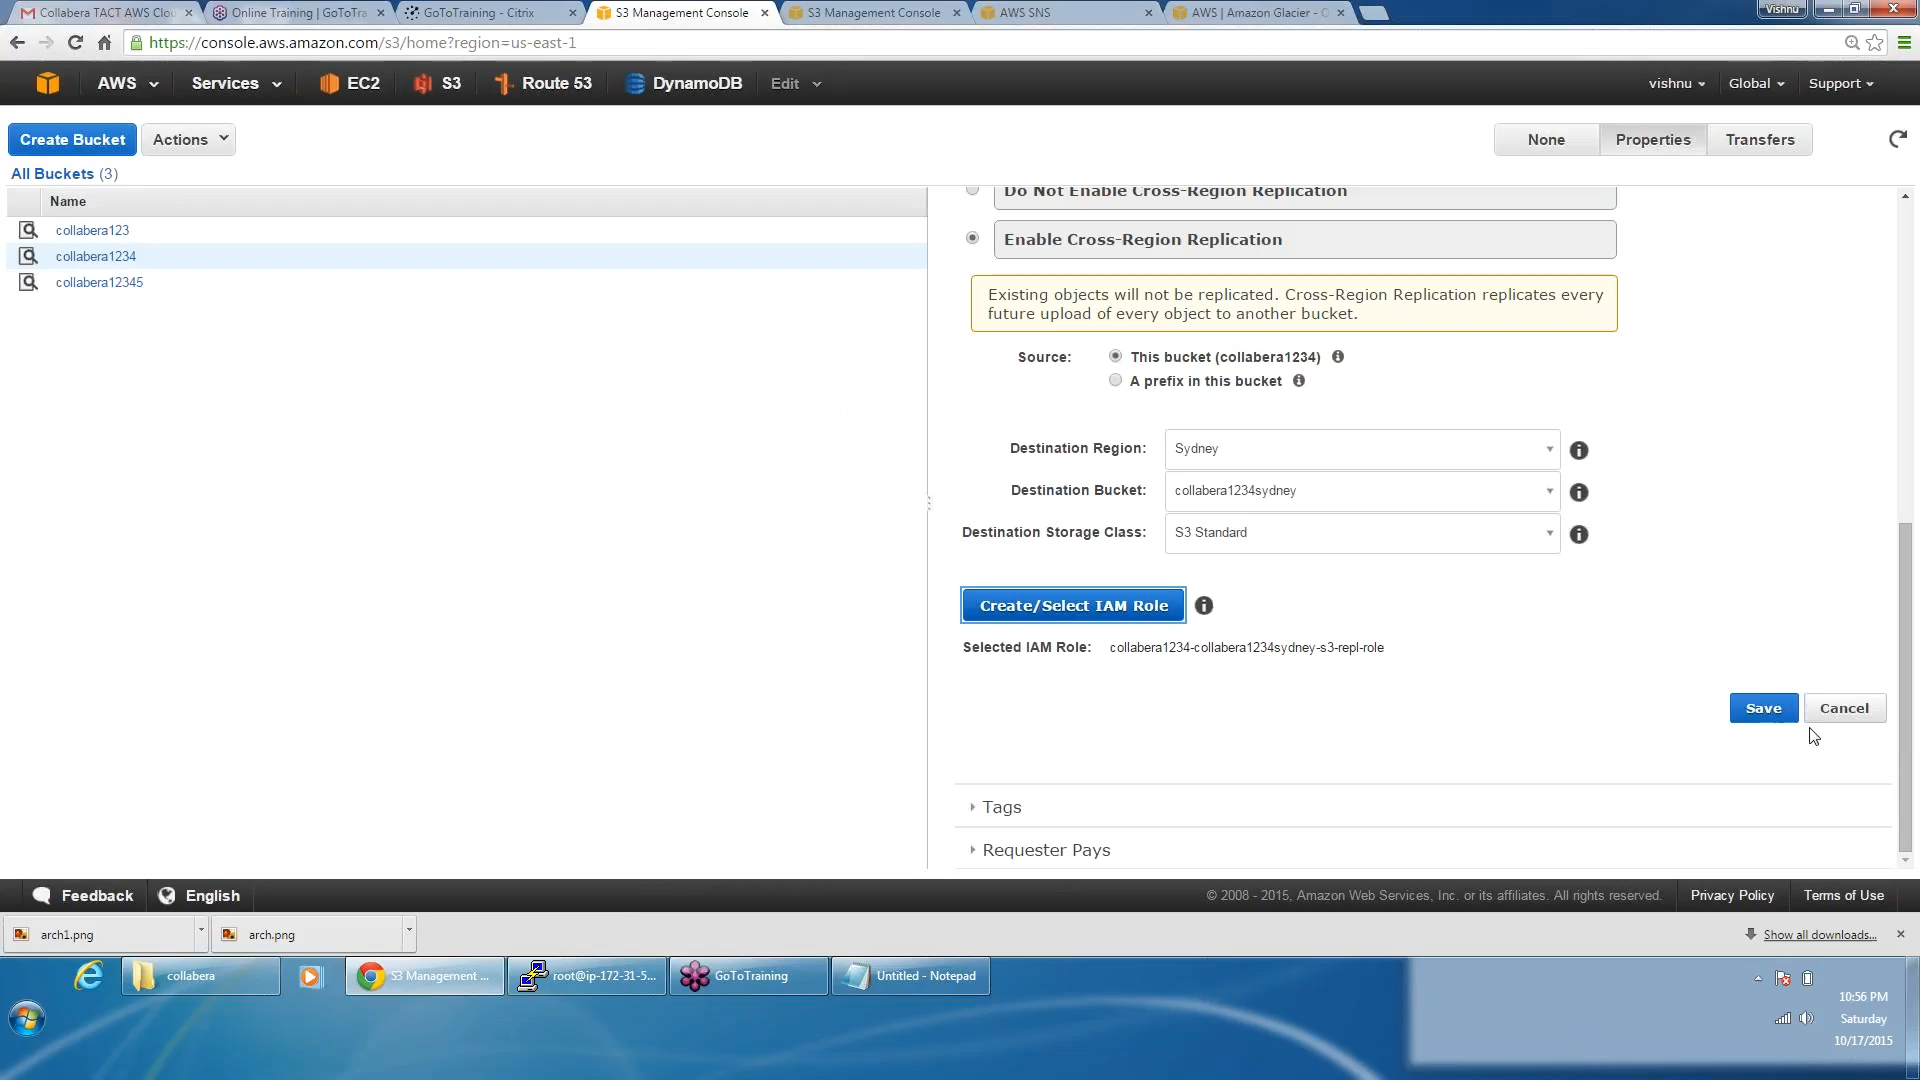 Collabera TACT AWS Clou
Online Training | GoToTra
GoToTraining - Citrix
S3 Management Console
S3 Management Console
AWS SNS
AWS | Amazon Glacier - O
Vishnu
https://console.aws.amazon.com/s3/home?region=us-east-1
AWS
Services
EC2
S3
Route 53
DynamoDB
Edit
vishnu
Global
Support
Create Bucket
Actions
None
Properties
Transfers
All Buckets (3)
Name
collabera123
collabera1234
collabera12345
Do Not Enable Cross-Region Replication
Enable Cross-Region Replication
Existing objects will not be replicated. Cross-Region Replication replicates every
future upload of every object to another bucket.
Source:
This bucket (collabera1234)
A prefix in this bucket
Destination Region:
Sydney
Destination Bucket:
collabera1234sydney
Destination Storage Class:
S3 Standard
Create/Select IAM Role
Selected IAM Role:
collabera1234-collabera1234sydney-s3-repl-role
Save
Cancel
Tags
Requester Pays
Feedback
English
© 2008 - 2015, Amazon Web Services, Inc. or its affiliates. All rights reserved.
Privacy Policy
Terms of Use
arch1.png
arch.png
Show all downloads...
collabera
S3 Management ...
root@ip-172-31-5...
GoToTraining
Untitled - Notepad
10:56 PM
Saturday
10/17/2015